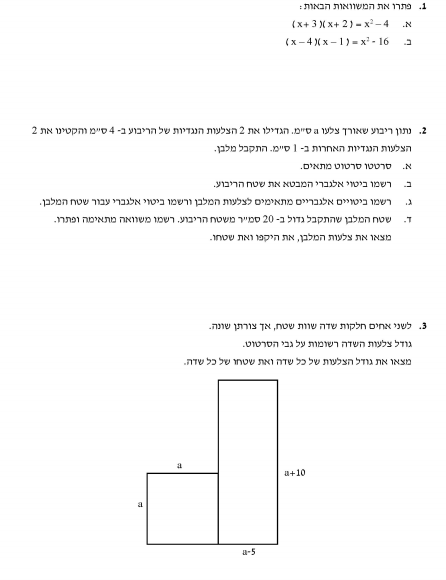 1. פתרו את המשוואות הבאות:
א. (x+3)(x+2) = x² – 4
ב. (x – 4)(x – 1) = x² - 16
2. נתון ריבוע שאורך צלעו a ס"מ. הגדילו את 2 הצלעות הנגדיות של הריבוע ב- 4 ס"מ והקטינו את 2
הצלעות הנגדיות האחרות ב- 1 ס"מ. התקבל מלבן.
א. סרטטו סרטוט מתאים.
ב. רשמו ביטוי אלגברי המבטא את שטח הריבוע.
ג. רשמו ביטויים אלגבריים מתאימים לצלעות המלבן ורשמו ביטוי אלגברי עבור שטח המלבן.
ד. שטח המלבן שהתקבל גדול ב- 20 סמ"ר משטח הריבוע. רשמו משוואה מתאימה ופתרו.
מצאו את צלעות המלבן, את היקפו ואת שטחו.
3. לשני אחים חלקות שדה שוות שטח, אך צורתן שונה.
גודל צלעות השדה רשומות על גבי הסרטוט.
מצאו את גודל הצלעות של כל שדה ואת שטחו של כל שדה.
a
a+10
a
a-5